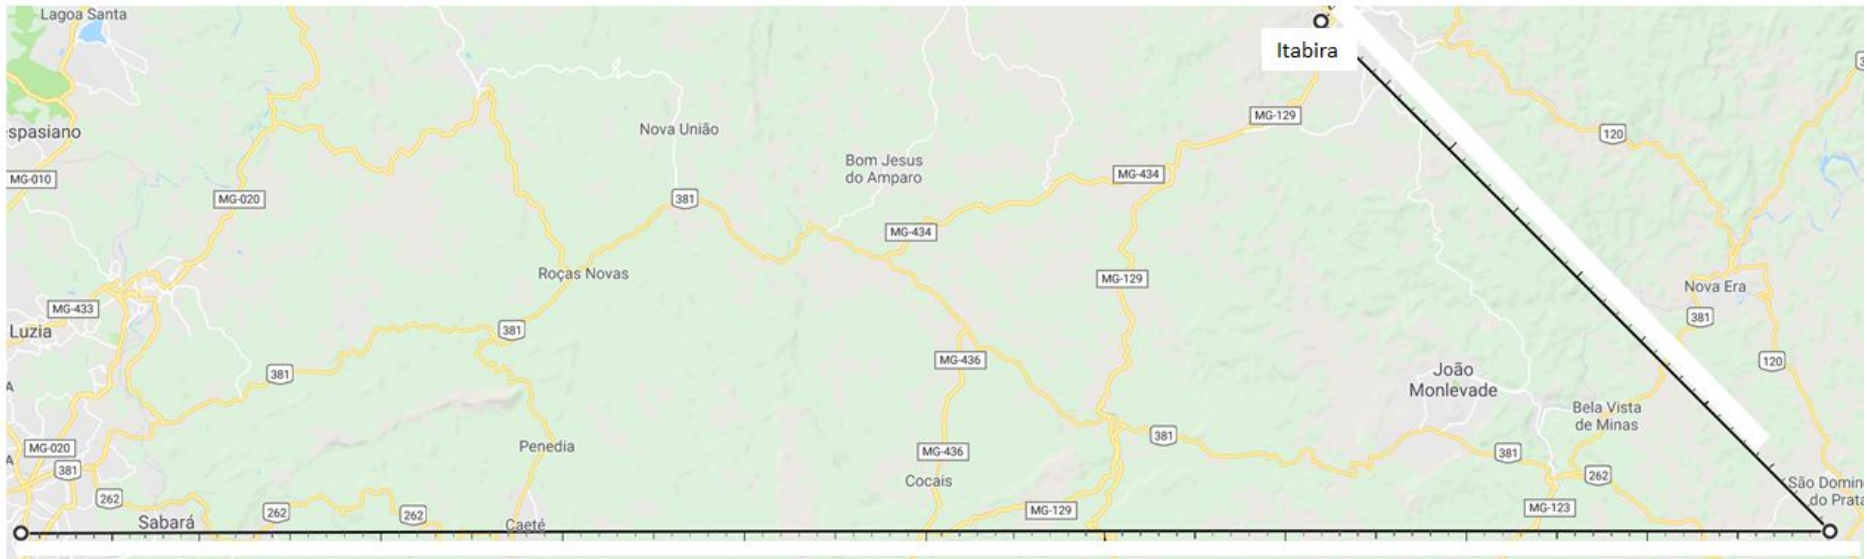 Lagoa Santa
Itabira
MG-129
Nova União
espasiano
120
Bom Jesus
do Amparo
MG-010
MG-434
MG-020
381
MG-434
Roças Novas
MG-129
Nova Era
MG-433
Luzia
381
381
MG-436
120
381
João
Monlevade
Bela Vista
de Minas
MG-020
Penedia
381
MG-436
381
381
262
Cocais
São Domin
do Prata
262
262
262
MG-129
MG-123
Sabará
Caeté